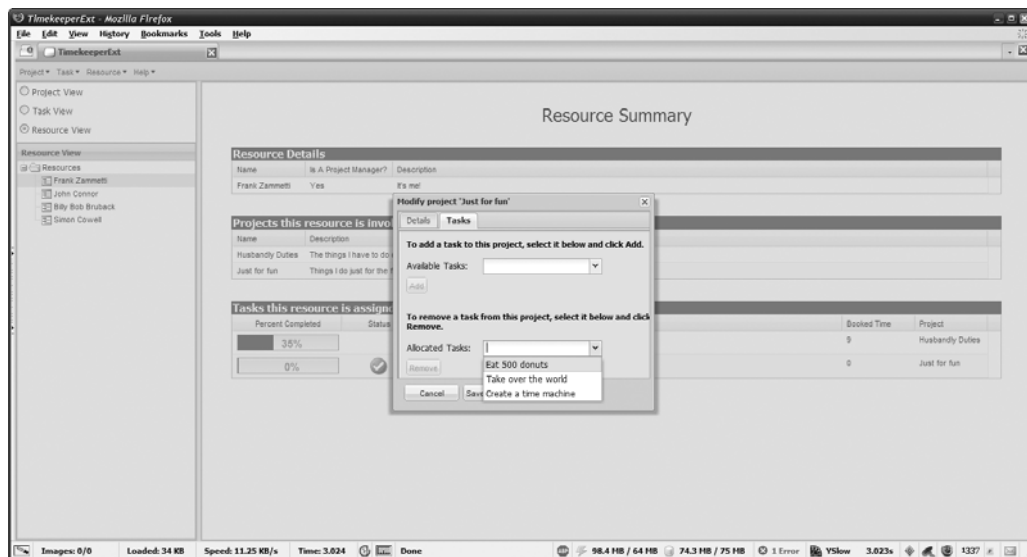 TimekeeperExt - Mozilla Firefox
File Edit View History Bookmarks Tools Help
0 TimekeeperExt
Project Task Resource Help
Project View
Task View
Resource View
Resource View
Resources
Frank Zammetti
John Connor
Billy Bob Bruback
Simon Cowell
Resource Summary
Resource Details
Name Is A Project Manager? Description
Frank Zammetti Yes It's me!
Projects this resource is invo
Name Description
Husbandly Duties The things I have to do
Just for fun Things I do just for the
Tasks this resource is assign
Percent Completed Status Booked Time Project
35% 9 Husbandly Duties
0% 0 Just for fun
Modify project 'Just for fun'
Details Tasks
To add a task to this project, select it below and click Add.
Available Tasks:
Add
To remove a task from this project, select it below and click
Remove.
Allocated Tasks:
Remove
Eat 500 donuts
Take over the world
Create a time machine
Cancel Save
Images: 0/0 Loaded: 34 KB Speed: 11.25 KB/s Time: 3.024 Done 98.4 MB / 64 MB 74.3 MB / 75 MB 1 Error YSlow 3.023s 1337